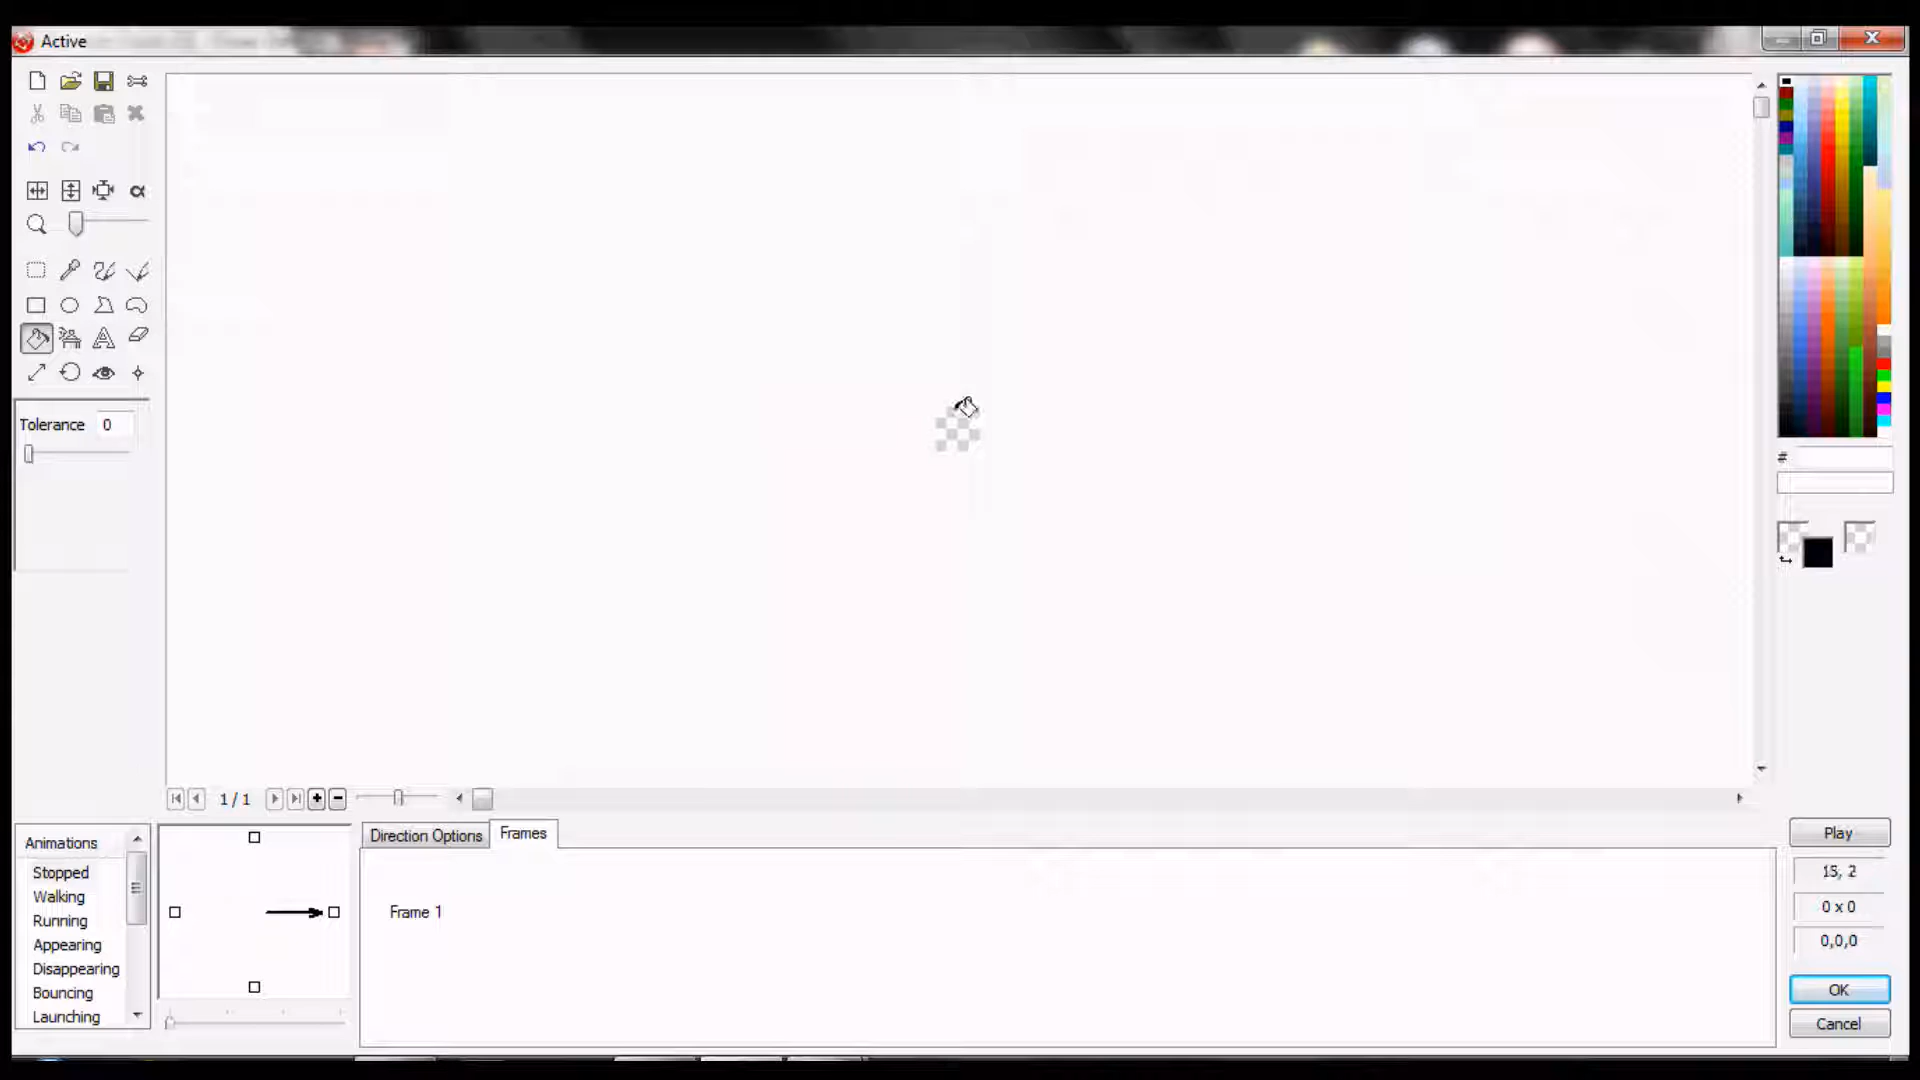 Active
Tolerance 0
#
1 / 1
Animations
Stopped
Walking
Running
Appearing
Disappearing
Bouncing
Launching
Direction Options
Frames
Frame 1
Play
15, 2
0 x 0
0,0,0
OK
Cancel